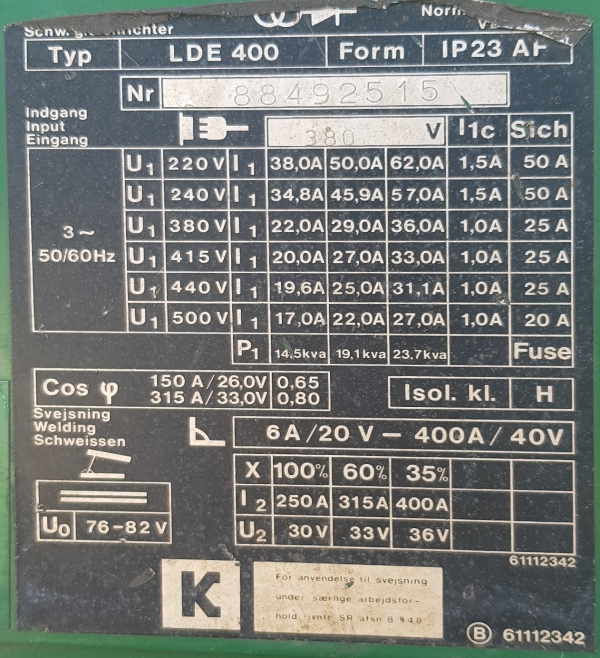 Typ LDE 400 Form IP23 AF
Nr 88492515
Indgang
Input
Eingang
380 V I1c Sich
U1 220 V I1 38,0A 50,0A 62,0A 1,5A 50 A
U1 240 V I1 34,8A 45,9A 57,0A 1,5A 50 A
3~ U1 380 V I1 22,0A 29,0A 36,0A 1,0A 25 A
50/60Hz U1 415 V I1 20,0A 27,0A 33,0A 1,0A 25 A
U1 440 V I1 19,6A 25,0A 31,1A 1,0A 25 A
U1 500 V I1 17,0A 22,0A 27,0A 1,0A 20 A
P1 14,5kva 19,1kva 23,7kva Fuse
Cos φ 150 A/26,0V 0,65
315 A/33,0V 0,80
Isol. kl. H
Svejsning
Welding
Schweissen
6A/20 V – 400A/40V
X 100% 60% 35%
I2 250 A 315A 400A
U0 76-82 V U2 30V 33V 36V
61112342
K
For anvendelse til svejsning
under særlige arbejdsfor-
hold jvnfr SR afsn B 9.4.8
B 61112342